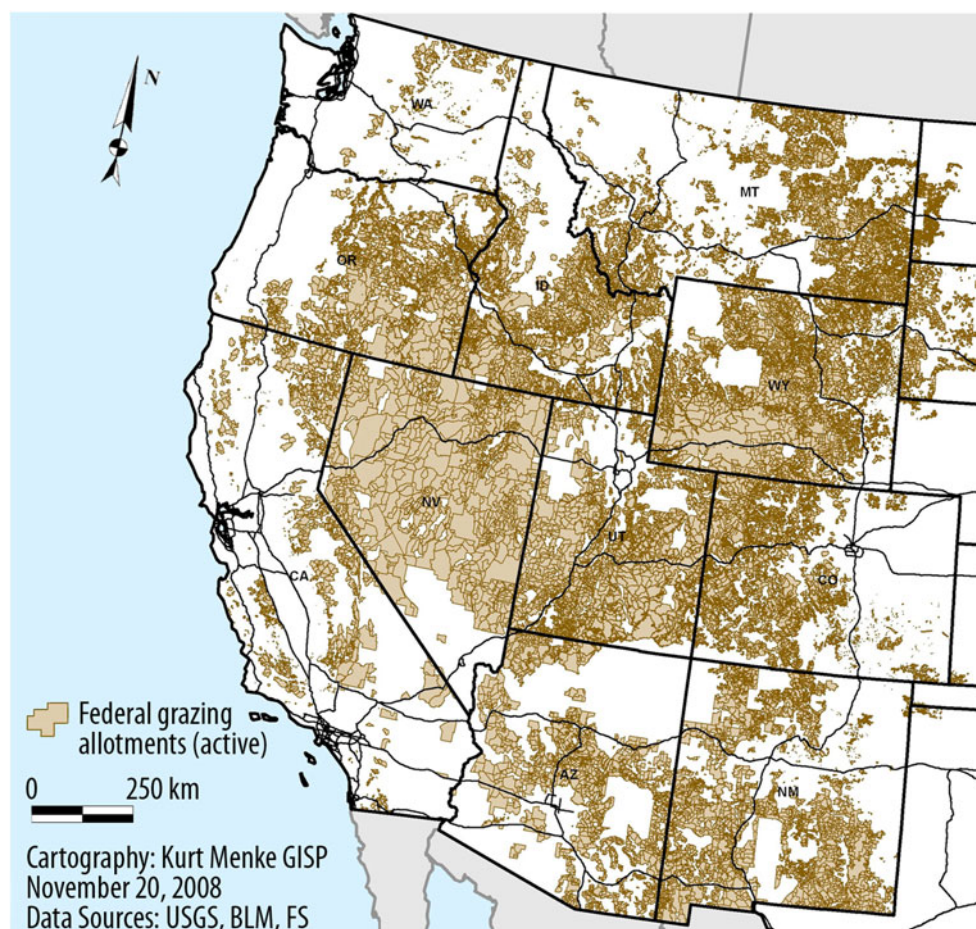 N
WA
MT
OR
ID
WY
NV
UT
CO
CA
AZ
NM
Federal grazing
allotments (active)
0 250 km
Cartography: Kurt Menke GISP
November 20, 2008
Data Sources: USGS, BLM, FS